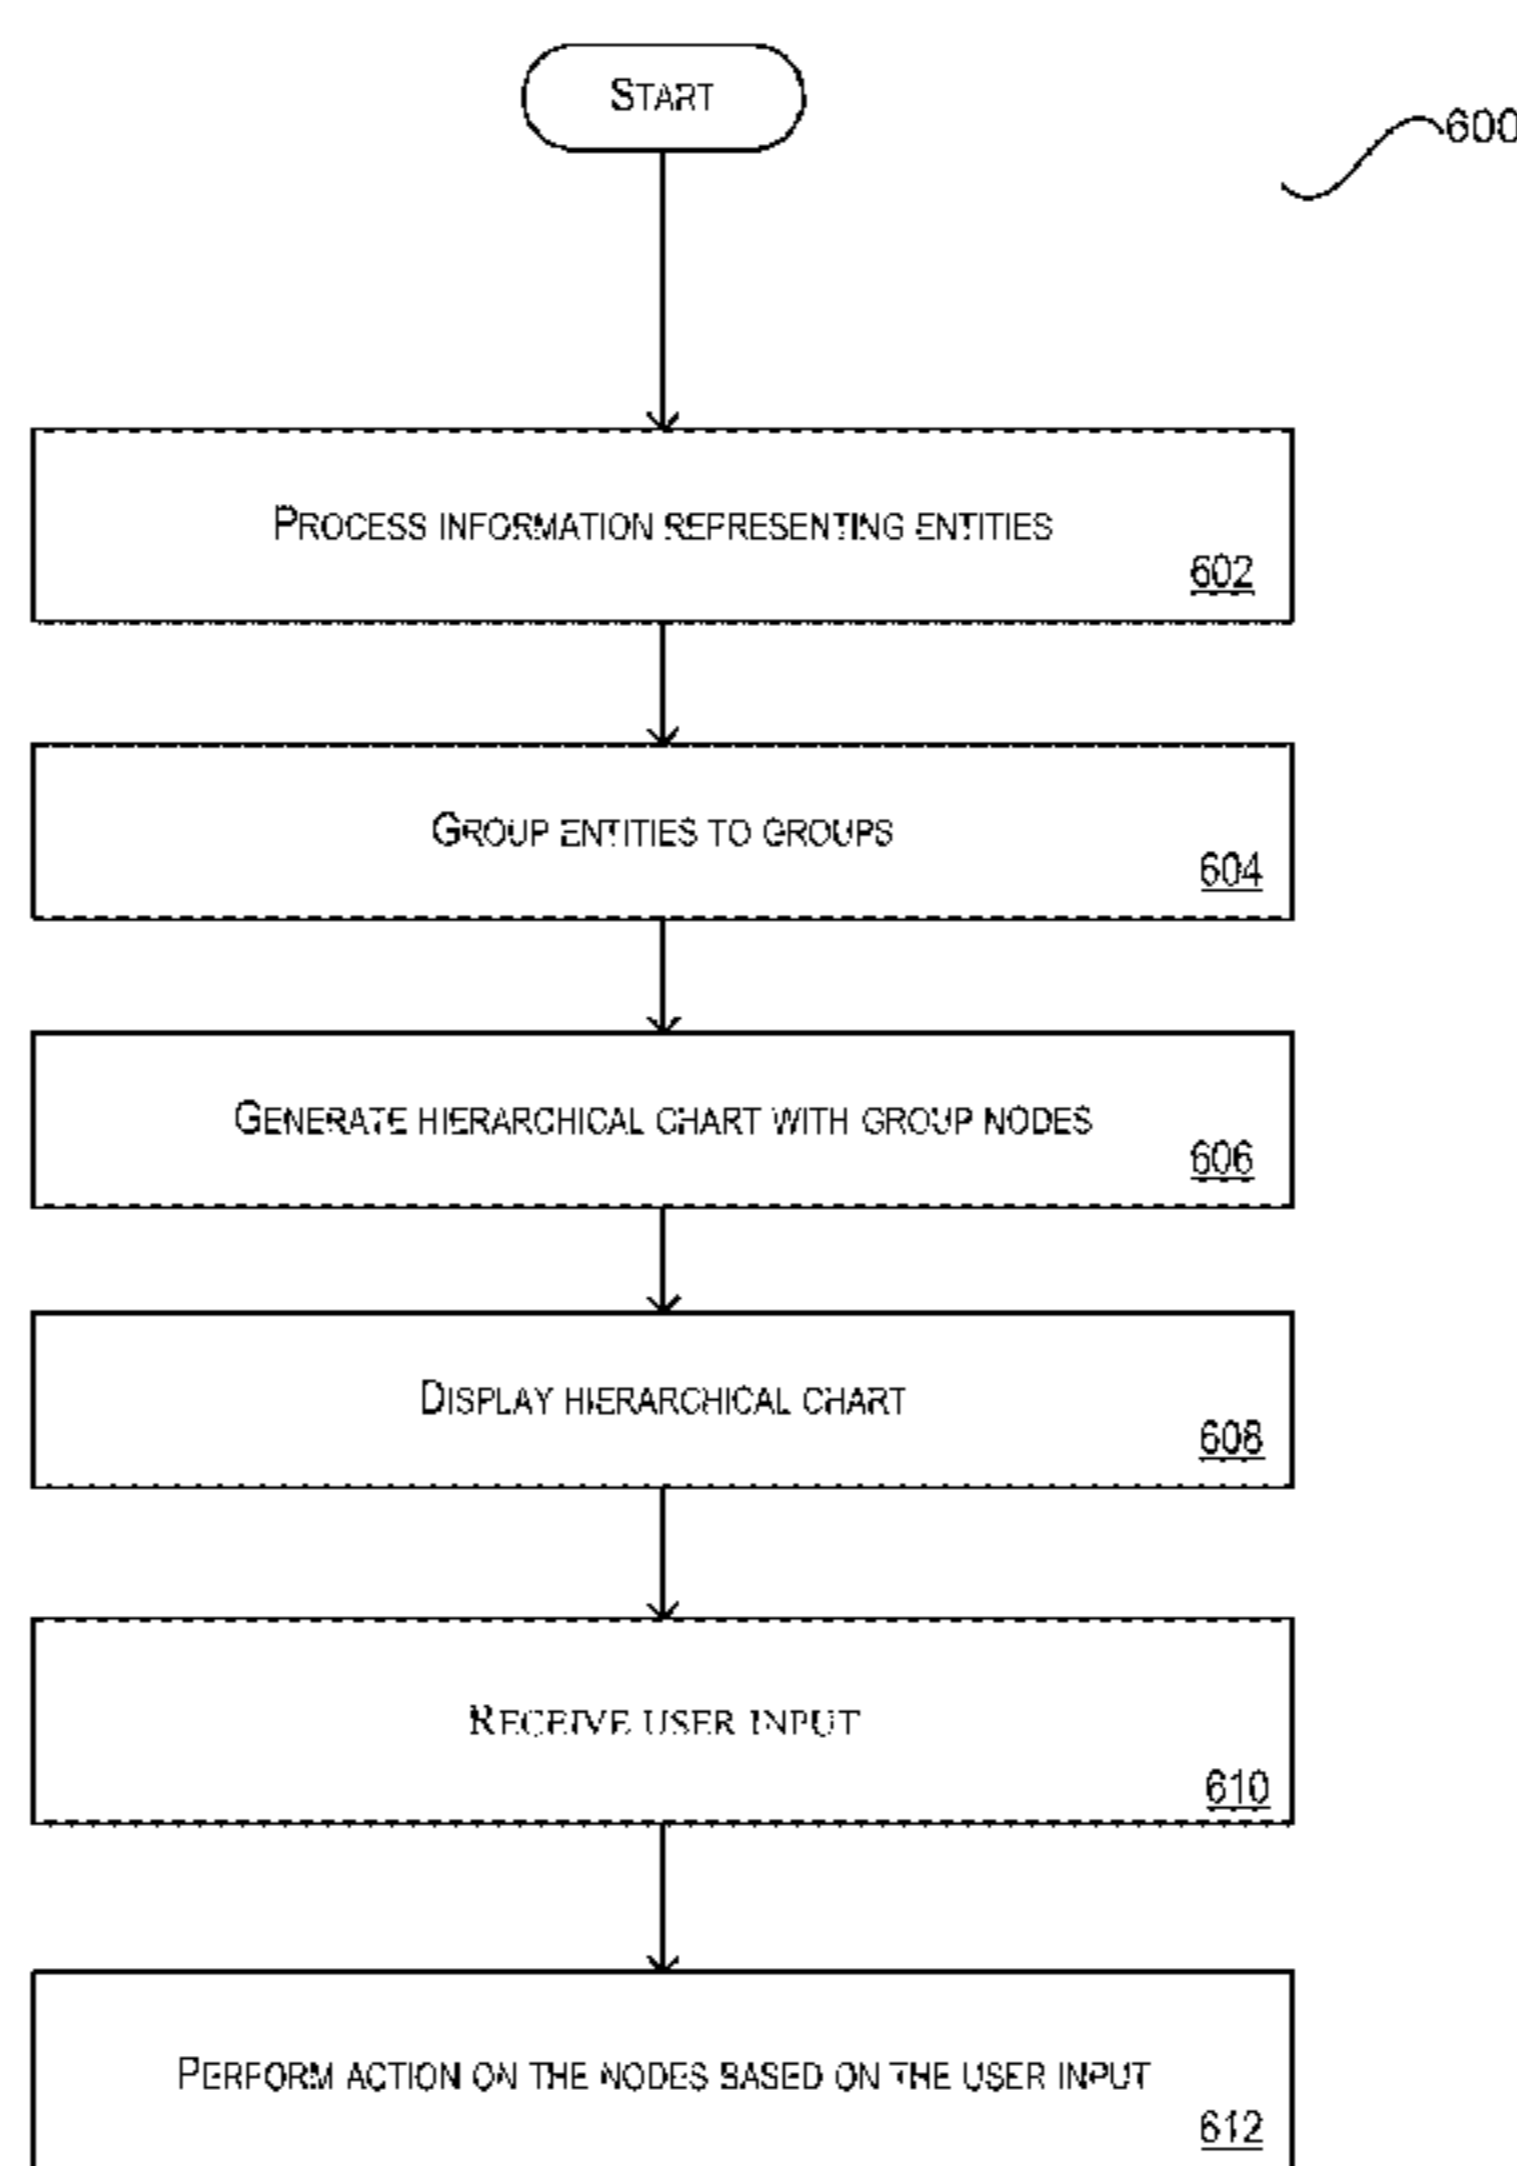 START
600
PROCESS INFORMATION REPRESENTING ENTITIES
602
GROUP ENTITIES TO GROUPS
604
GENERATE HIERARCHICAL CHART WITH GROUP NODES
606
DISPLAY HIERARCHICAL CHART
608
RECEIVE USER INPUT
610
PERFORM ACTION ON THE NODES BASED ON THE USER INPUT
612